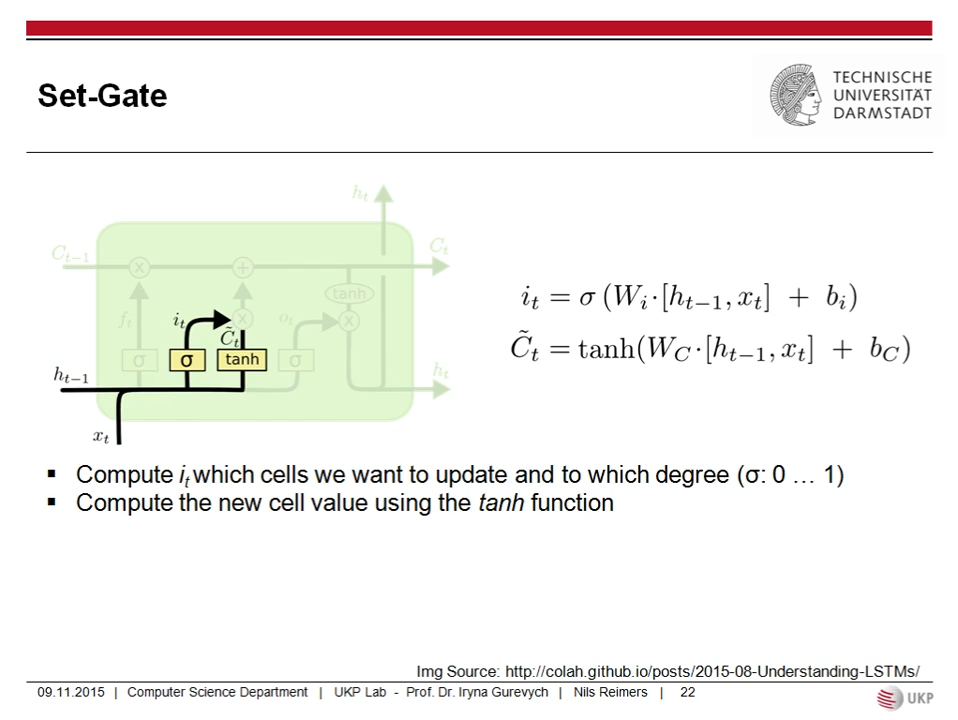 Set-Gate
TECHNISCHE
UNIVERSITÄT
DARMSTADT
h_t
C_{t-1}
C_t
x
+
tanh
f_t
i_t
x
C̃_t
o_t
x
σ
σ
tanh
σ
h_{t-1}
h_t
x_t
i_t = σ (W_i·[h_{t-1}, x_t] + b_i)
C̃_t = tanh(W_C·[h_{t-1}, x_t] + b_C)
▪ Compute i_t which cells we want to update and to which degree (σ: 0 … 1)
▪ Compute the new cell value using the tanh function
Img Source: http://colah.github.io/posts/2015-08-Understanding-LSTMs/
09.11.2015 | Computer Science Department | UKP Lab - Prof. Dr. Iryna Gurevych | Nils Reimers | 22
UKP